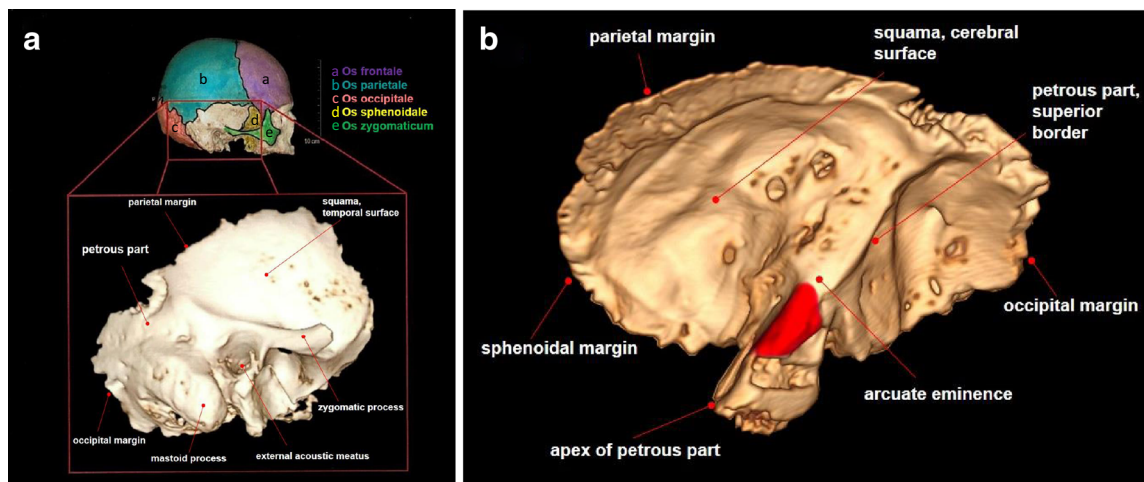 a
b
a
c
d
e
a Os frontale
b Os parietale
c Os occipitale
d Os sphenoidale
e Os zygomaticum
10 cm
parietal margin
squama,
temporal surface
petrous part
zygomatic process
occipital margin
mastoid process
external acoustic meatus
b
parietal margin
squama, cerebral
surface
petrous part,
superior
border
sphenoidal margin
occipital margin
arcuate eminence
apex of petrous part